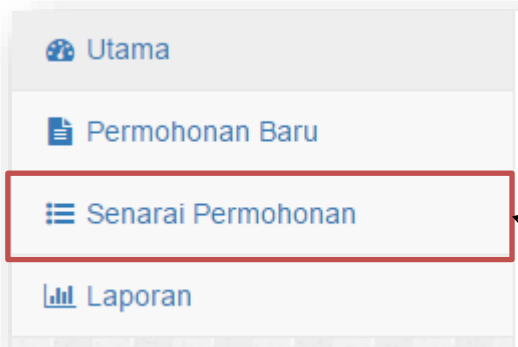 Utama
Permohonan Baru
Senarai Permohonan
Laporan